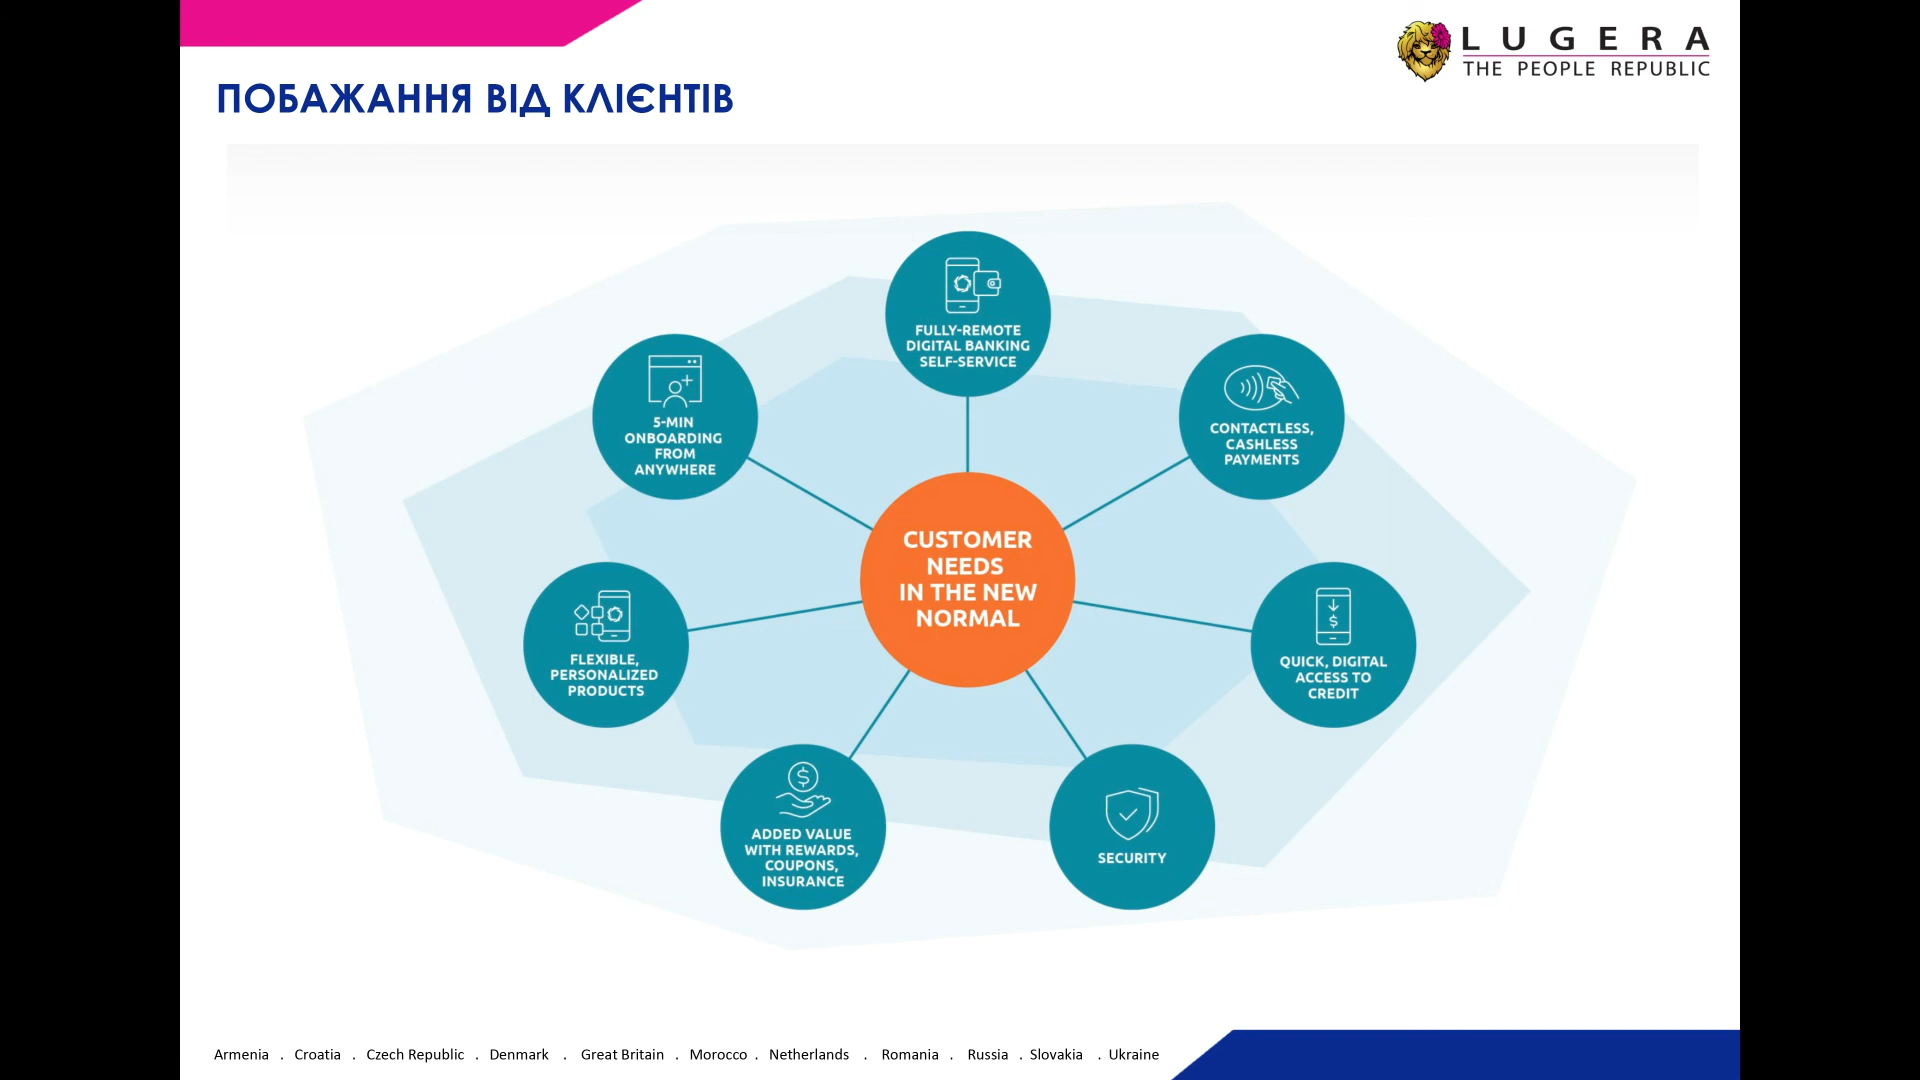 LUGERA
THE PEOPLE REPUBLIC
ПОБАЖАННЯ ВІД КЛІЄНТІВ
FULLY-REMOTE
DIGITAL BANKING
SELF-SERVICE
5-MIN
ONBOARDING
FROM
ANYWHERE
CONTACTLESS,
CASHLESS
PAYMENTS
CUSTOMER
NEEDS
IN THE NEW
NORMAL
FLEXIBLE,
PERSONALIZED
PRODUCTS
QUICK, DIGITAL
ACCESS TO
CREDIT
$
$
ADDED VALUE
WITH REWARDS,
COUPONS,
INSURANCE
SECURITY
Armenia . Croatia . Czech Republic . Denmark . Great Britain . Morocco . Netherlands . Romania . Russia . Slovakia . Ukraine